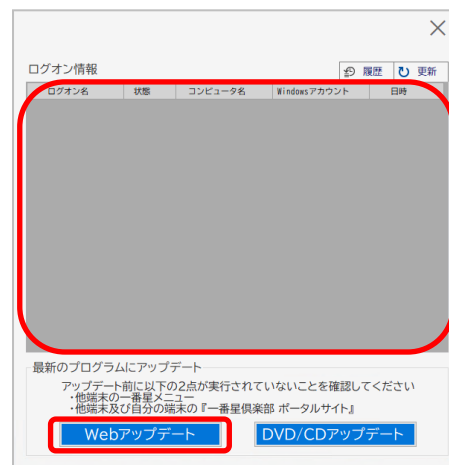 ログオン情報
履歴 更新
ログオン名 状態 コンピュータ名 Windowsアカウント 日時
最新のプログラムにアップデート
アップデート前に以下の2点が実行されていないことを確認してください
・他端末の一番星メニュー
・他端末及び自分の端末の『一番星倶楽部 ポータルサイト』
Webアップデート DVD/CDアップデート